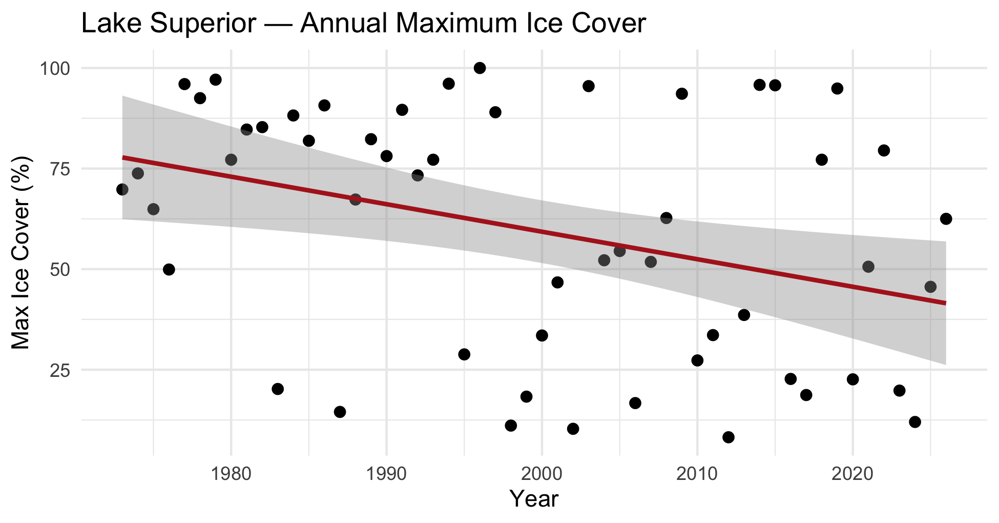 Lake Superior — Annual Maximum Ice Cover
Max Ice Cover (%)
100
75
50
25
1980 1990 2000 2010 2020
Year